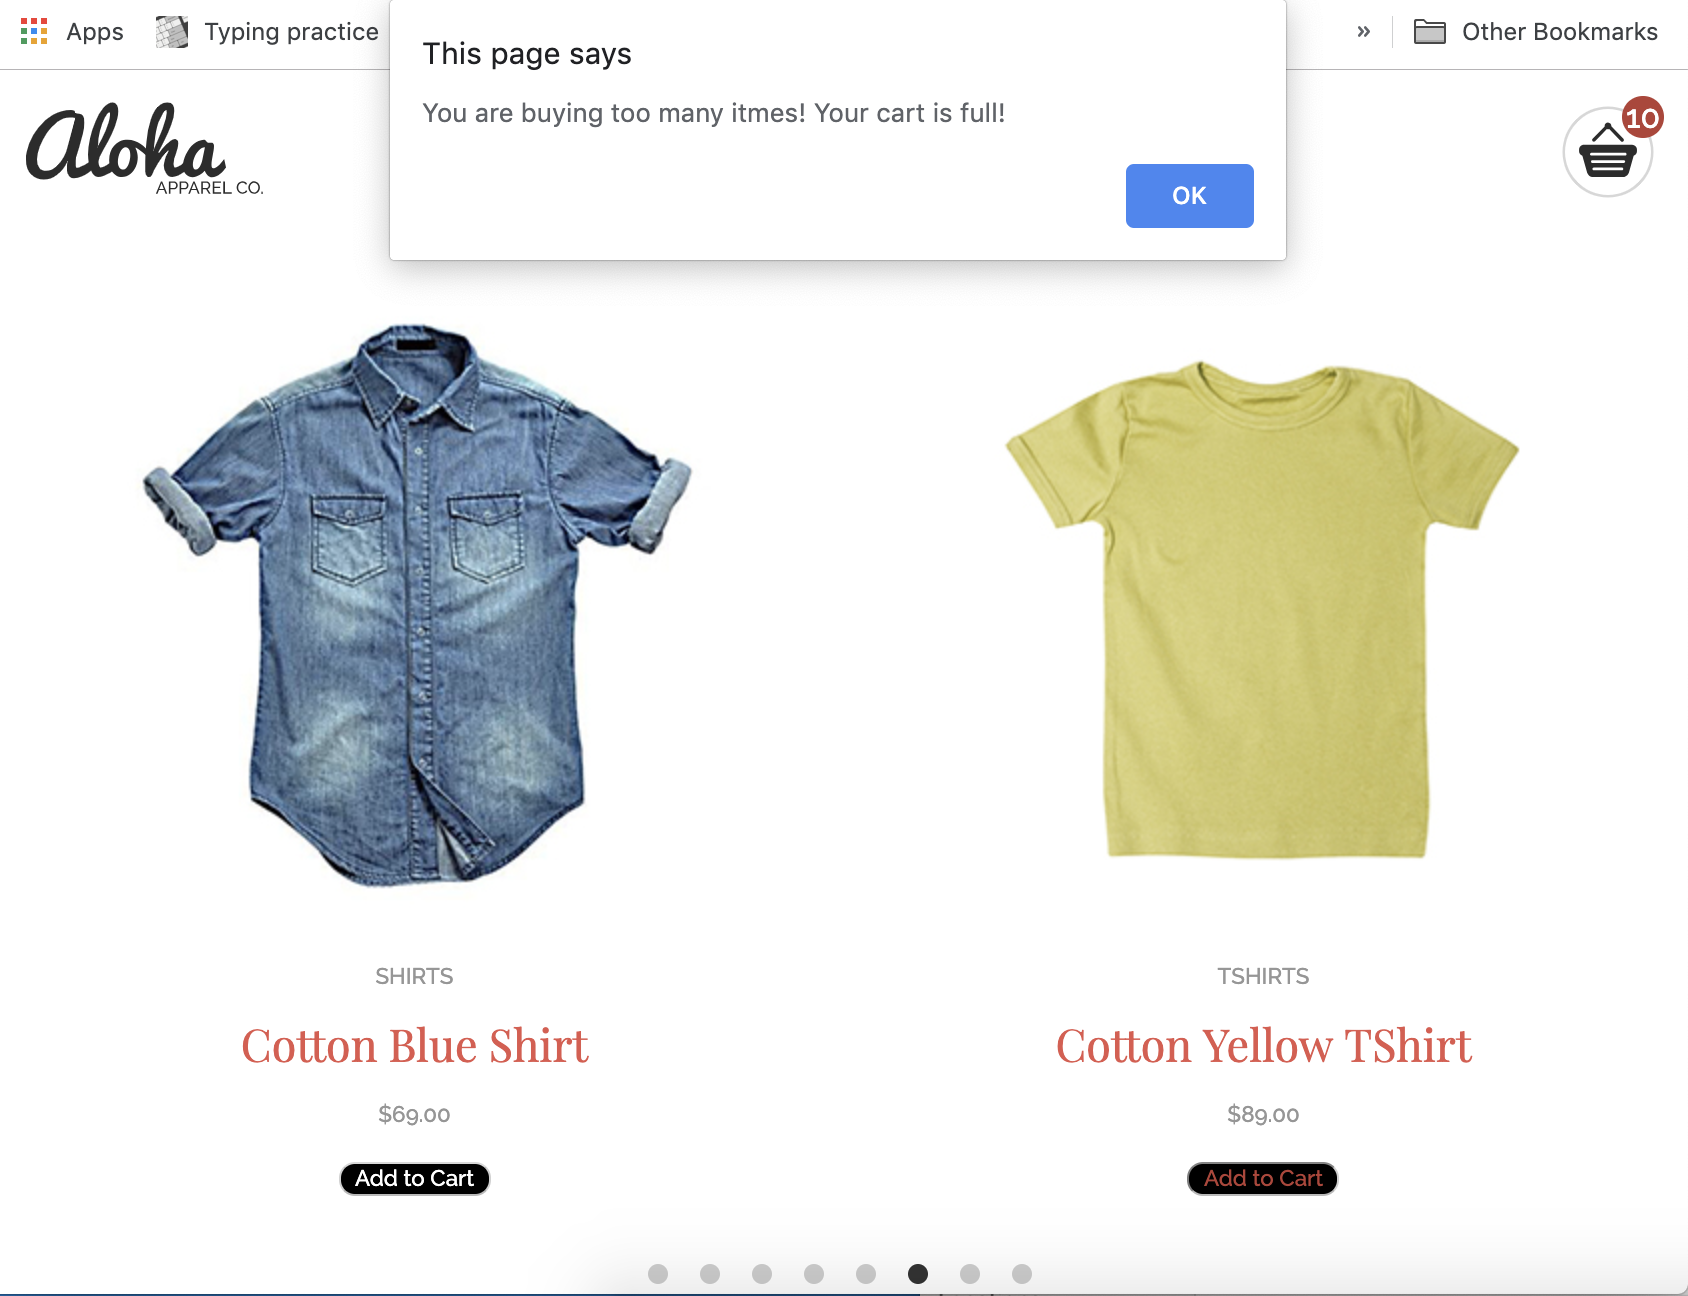 Apps Typing practice » Other Bookmarks
This page says
You are buying too many itmes! Your cart is full!
OK
Aloha
APPAREL CO.
10
SHIRTS
Cotton Blue Shirt
$69.00
Add to Cart
TSHIRTS
Cotton Yellow TShirt
$89.00
Add to Cart